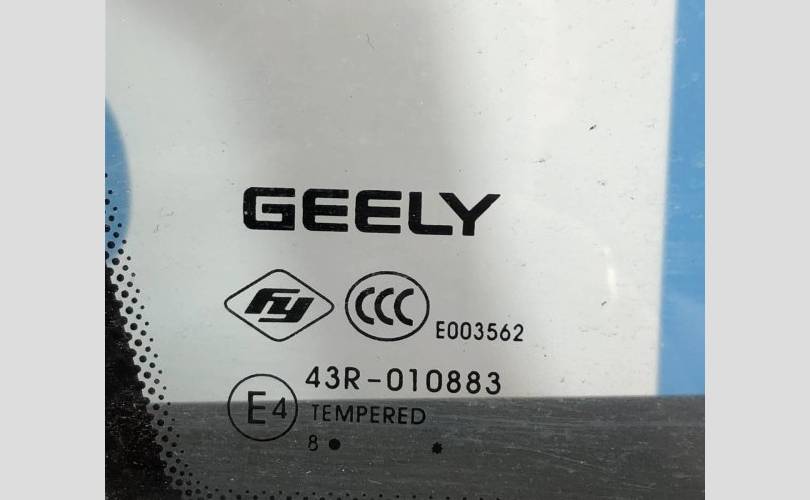 GEELY
fy CCC E003562
43R-010883
E4 TEMPERED
8 ● *